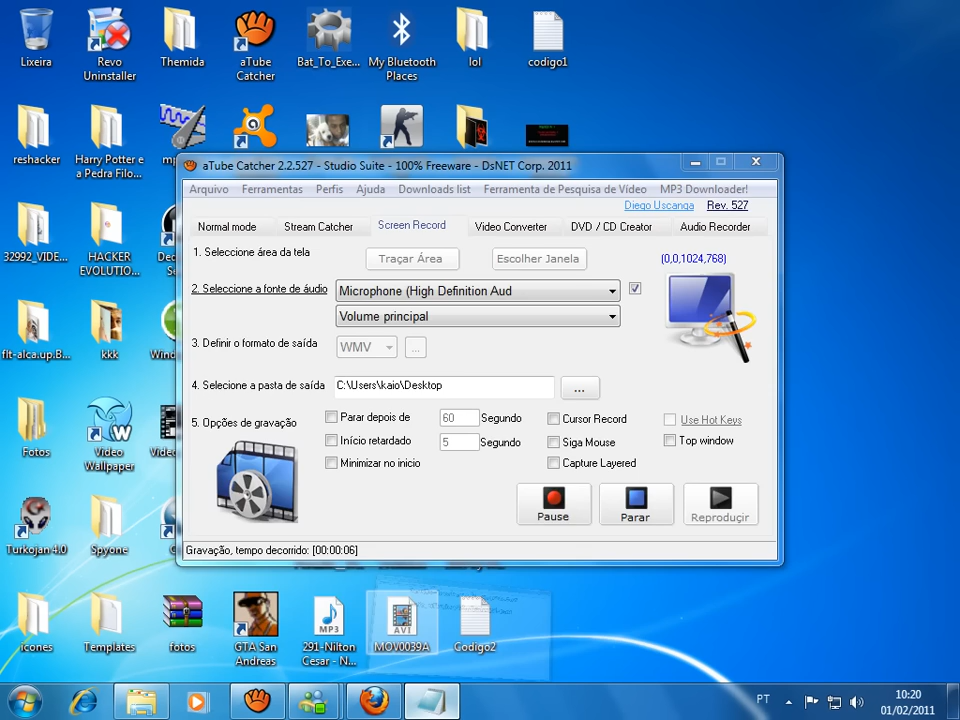 Lixeira
Revo Uninstaller
Themida
aTube Catcher
Bat_To_Exe...
My Bluetooth Places
lol
codigo1
reshacker
Harry Potter e a Pedra Filo...
aTube Catcher 2.2.527 - Studio Suite - 100% Freeware - DsNET Corp. 2011
Arquivo Ferramentas Perfis Ajuda Downloads list Ferramenta de Pesquisa de Vídeo MP3 Downloader!
Diego Uscanga Rev. 527
Normal mode Stream Catcher Screen Record Video Converter DVD / CD Creator Audio Recorder
1. Seleccione área da tela Traçar Área Escolher Janela (0,0,1024,768)
2. Seleccione a fonte de áudio Microphone (High Definition Aud
Volume principal
3. Definir o formato de saída WMV ...
4. Selecione a pasta de saída C:\Users\kaio\Desktop ...
5. Opções de gravação
Parar depois de 60 Segundo Cursor Record Use Hot Keys
Início retardado 5 Segundo Siga Mouse Top window
Minimizar no inicio Capture Layered
Pause Parar Reproduçir
Gravação, tempo decorrido: [00:00:06]
32992_VIDE...
HACKER EVOLUTIO...
flt-alca.up.B...
kkk
Fotos
Video Wallpaper
Turkojan 4.0
Spyone
icones
Templates
fotos
GTA San Andreas
MP3
291-Nilton Cesar - N...
AVI
MOV0039A
Codigo2
PT
10:20
01/02/2011